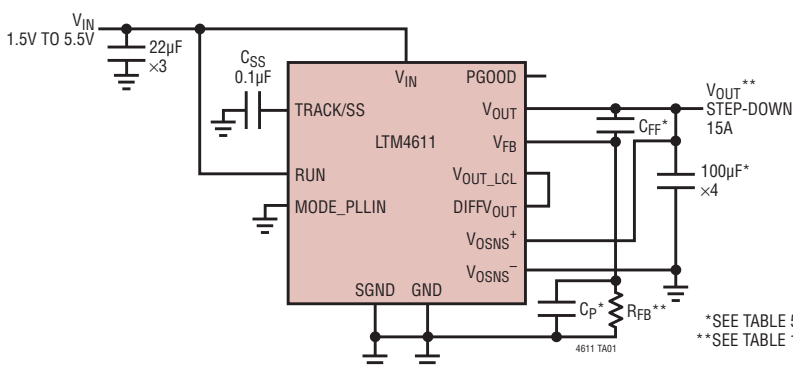 VIN
1.5V TO 5.5V
22µF
×3
CSS
0.1µF
VIN
PGOOD
TRACK/SS
VOUT
LTM4611
VFB
RUN
VOUT_LCL
MODE_PLLIN
DIFFVOUT
VOSNS+
VOSNS–
SGND
GND
CFF*
VOUT**
STEP-DOWN
15A
100µF*
×4
CP*
RFB**
4611 TA01
*SEE TABLE
**SEE TABLE